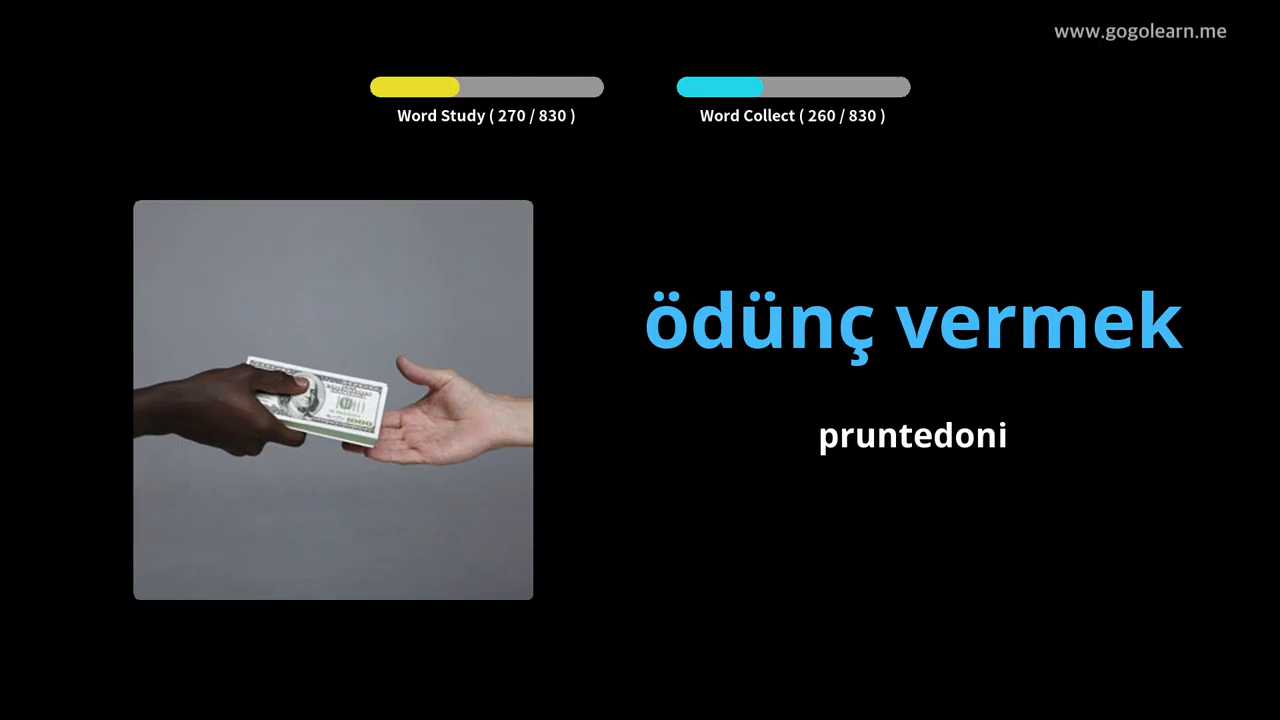 www.gogolearn.me
Word Study ( 270 / 830 )
Word Collect ( 260 / 830 )
ödünç vermek
pruntedoni